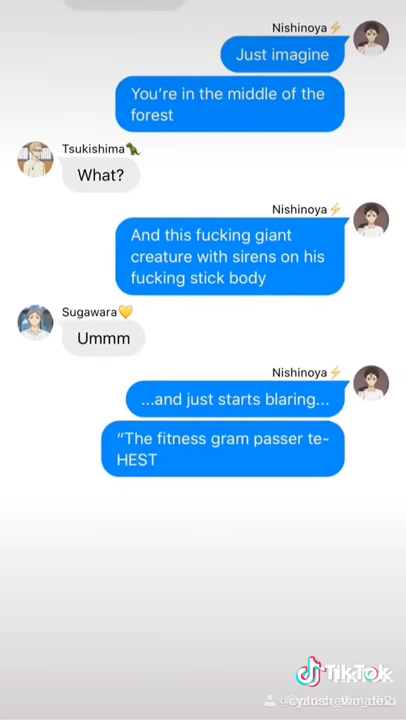 Nishinoya⚡
Just imagine
You're in the middle of the
forest
Tsukishima🦖
What?
Nishinoya⚡
And this fucking giant
creature with sirens on his
fucking stick body
Sugawara💛
Ummm
Nishinoya⚡
...and just starts blaring...
"The fitness gram passer te-
HEST
TikTok